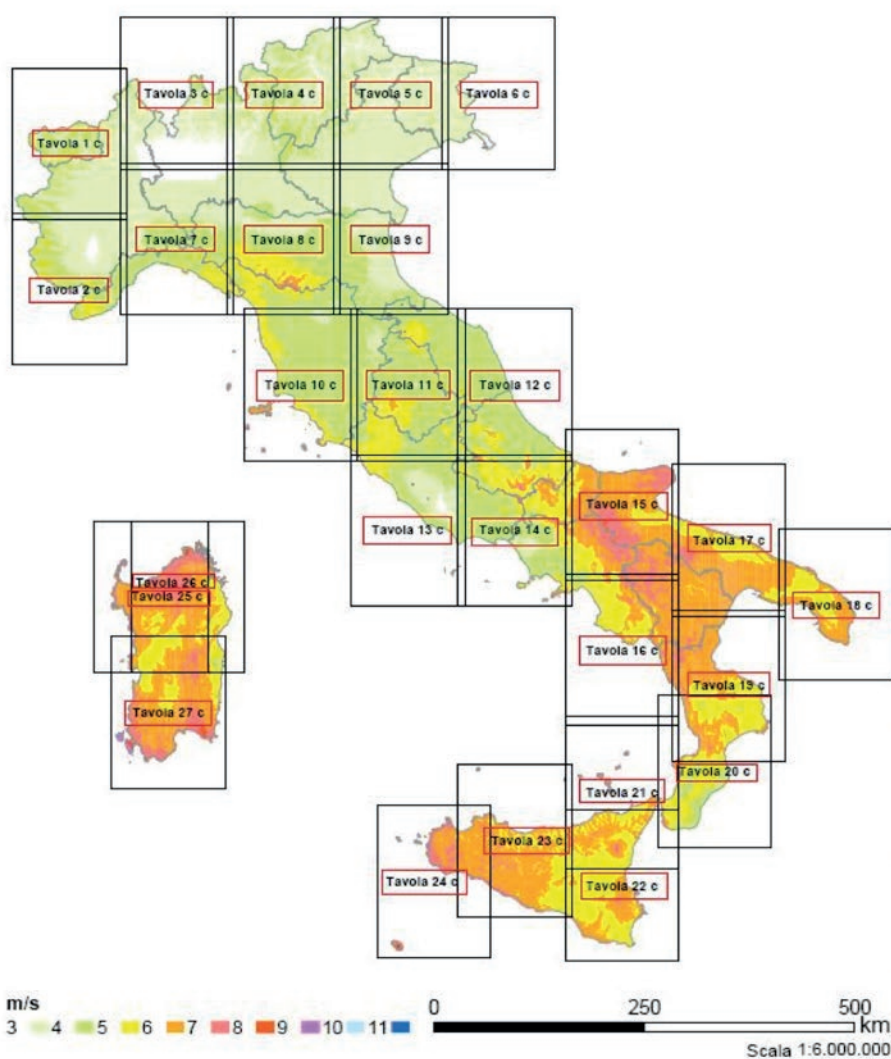 Tavola 3 c
Tavola 4 c
Tavola 5 c
Tavola 6 c
Tavola 1 c
Tavola 7 c
Tavola 8 c
Tavola 9 c
Tavola 2 c
Tavola 10 c
Tavola 11 c
Tavola 12 c
Tavola 15 c
Tavola 13 c
Tavola 14 c
Tavola 17 c
Tavola 26 c
Tavola 25 c
Tavola 18 c
Tavola 16 c
Tavola 19 c
Tavola 27 c
Tavola 20 c
Tavola 21 c
Tavola 23 c
Tavola 24 c
Tavola 22 c
m/s
3 4 5 6 7 8 9 10 11
0 250 500
km
Scala 1:6.000.000